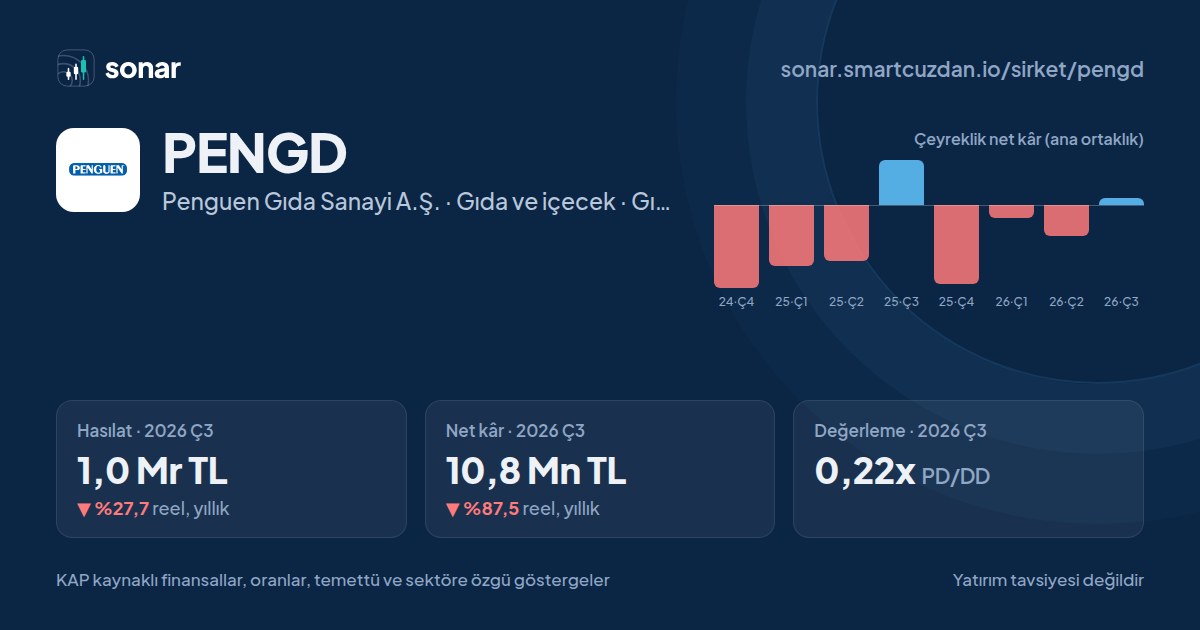 sonar
sonar.smartcuzdan.io/sirket/pengd
PENGUEN
PENGD
Penguen Gıda Sanayi A.Ş. · Gıda ve içecek · Gı...
Çeyreklik net kâr (ana ortaklık)
24·Ç4 25·Ç1 25·Ç2 25·Ç3 25·Ç4 26·Ç1 26·Ç2 26·Ç3
Hasılat · 2026 Ç3
1,0 Mr TL
▼ %27,7 reel, yıllık
Net kâr · 2026 Ç3
10,8 Mn TL
▼ %87,5 reel, yıllık
Değerleme · 2026 Ç3
0,22x PD/DD
KAP kaynaklı finansallar, oranlar, temettü ve sektöre özgü göstergeler
Yatırım tavsiyesi değildir